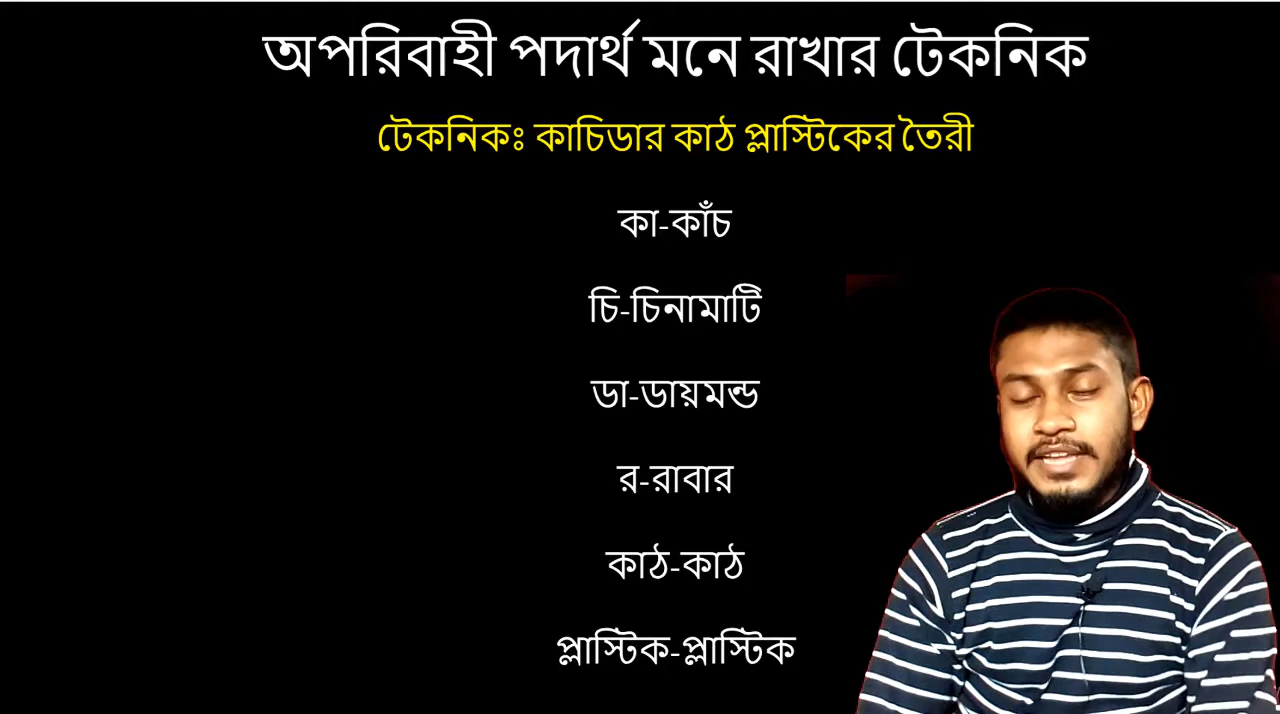 অপরিবাহী পদার্থ মনে রাখার টেকনিক
টেকনিকঃ কাচিডার কাঠ প্লাস্টিকের তৈরী
কা-কাঁচ
চি-চিনামাটি
ডা-ডায়মন্ড
র-রাবার
কাঠ-কাঠ
প্লাস্টিক-প্লাস্টিক